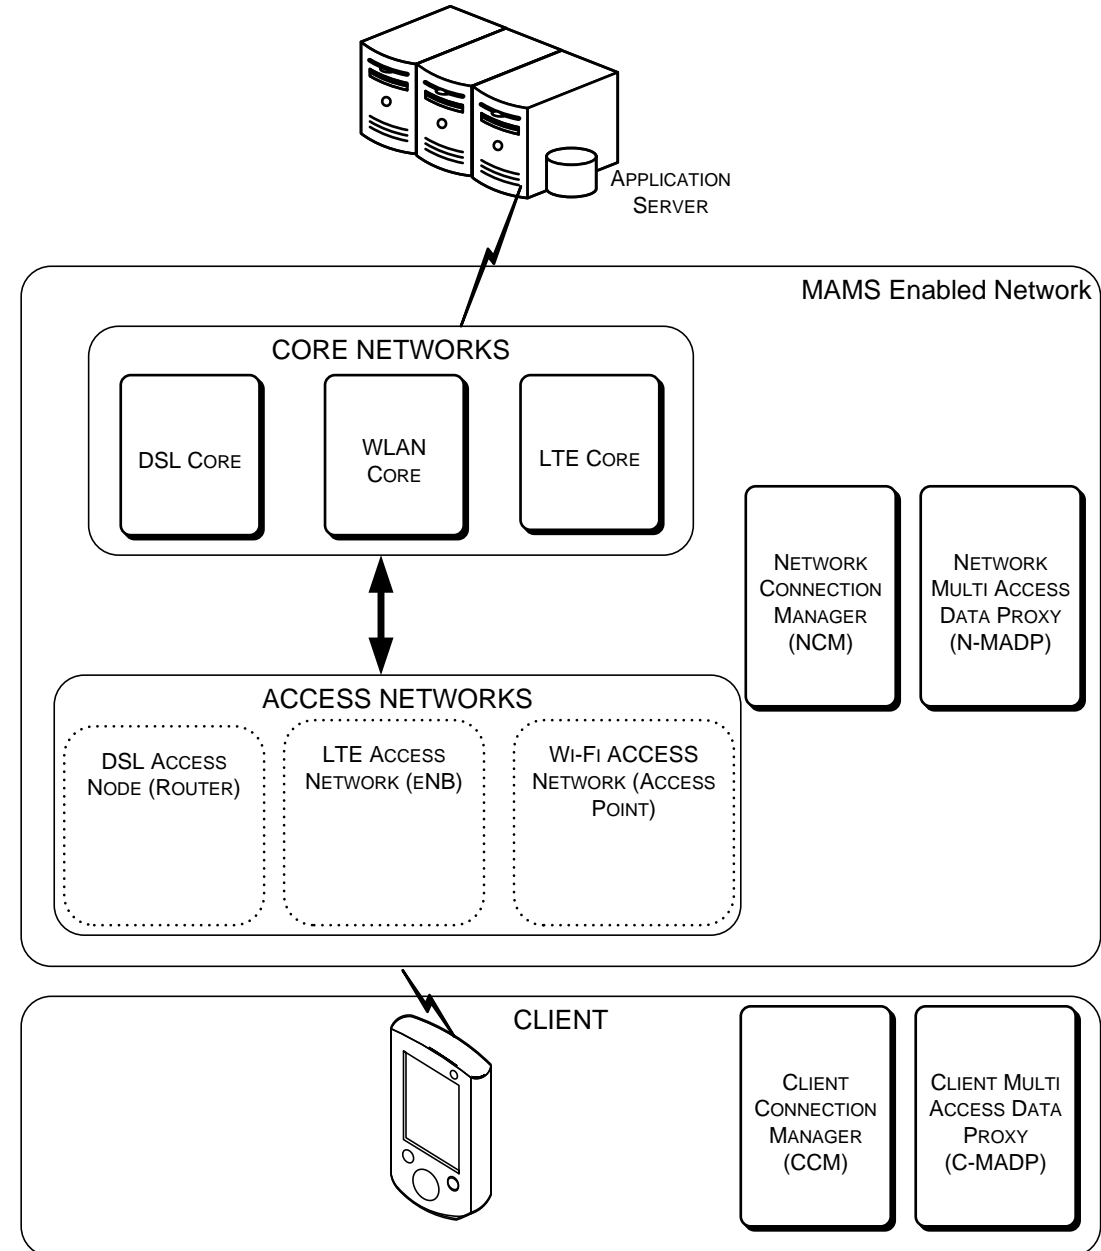 APPLICATION
SERVER
MAMS Enabled Network
CORE NETWORKS
DSL CORE
WLAN
CORE
LTE CORE
NETWORK
CONNECTION
MANAGER
(NCM)
NETWORK
MULTI ACCESS
DATA PROXY
(N-MADP)
ACCESS NETWORKS
DSL ACCESS
NODE (ROUTER)
LTE ACCESS
NETWORK (ENB)
WI-FI ACCESS
NETWORK (ACCESS
POINT)
CLIENT
CLIENT
CONNECTION
MANAGER
(CCM)
CLIENT MULTI
ACCESS DATA
PROXY
(C-MADP)